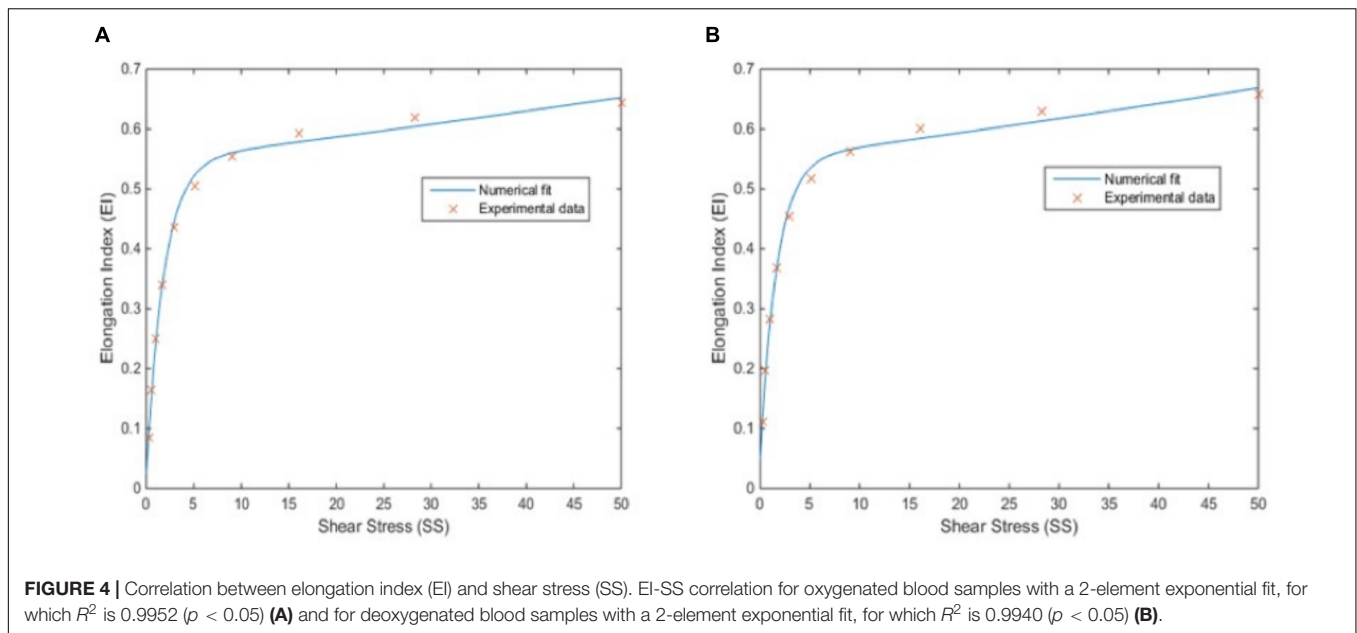 A
B
0.7
0.6
0.5
0.4
0.3
0.2
0.1
0
0 5 10 15 20 25 30 35 40 45 50
Elongation Index (EI)
Shear Stress (SS)
Numerical fit
Experimental data
0.7
0.6
0.5
0.4
0.3
0.2
0.1
0
0 5 10 15 20 25 30 35 40 45 50
Elongation Index (EI)
Shear Stress (SS)
Numerical fit
Experimental data
FIGURE 4 | Correlation between elongation index (EI) and shear stress (SS). EI-SS correlation for oxygenated blood samples with a 2-element exponential fit, for
which R² is 0.9952 (p < 0.05) (A) and for deoxygenated blood samples with a 2-element exponential fit, for which R² is 0.9940 (p < 0.05) (B).